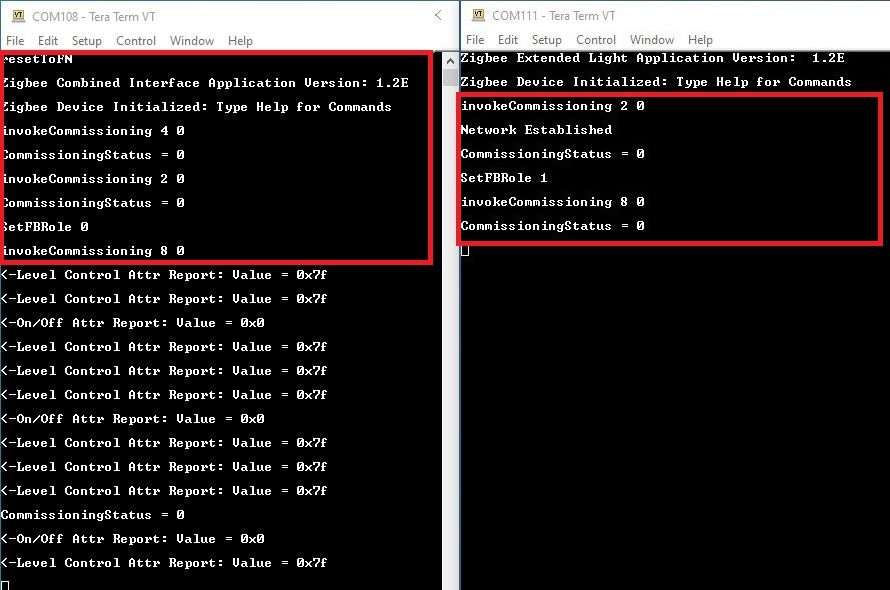 COM108 - Tera Term VT
File Edit Setup Control Window Help
resetToFN
Zigbee Combined Interface Application Version: 1.2E
Zigbee Device Initialized: Type Help for Commands
invokeCommissioning 4 0
CommissioningStatus = 0
invokeCommissioning 2 0
CommissioningStatus = 0
SetFBRole 0
invokeCommissioning 8 0
<-Level Control Attr Report: Value = 0x7f
<-Level Control Attr Report: Value = 0x7f
<-On/Off Attr Report: Value = 0x0
<-Level Control Attr Report: Value = 0x7f
<-Level Control Attr Report: Value = 0x7f
<-Level Control Attr Report: Value = 0x7f
<-On/Off Attr Report: Value = 0x0
<-Level Control Attr Report: Value = 0x7f
<-Level Control Attr Report: Value = 0x7f
<-Level Control Attr Report: Value = 0x7f
CommissioningStatus = 0
<-On/Off Attr Report: Value = 0x0
<-Level Control Attr Report: Value = 0x7f
COM111 - Tera Term VT
File Edit Setup Control Window Help
Zigbee Extended Light Application Version: 1.2E
Zigbee Device Initialized: Type Help for Commands
invokeCommissioning 2 0
Network Established
CommissioningStatus = 0
SetFBRole 1
invokeCommissioning 8 0
CommissioningStatus = 0